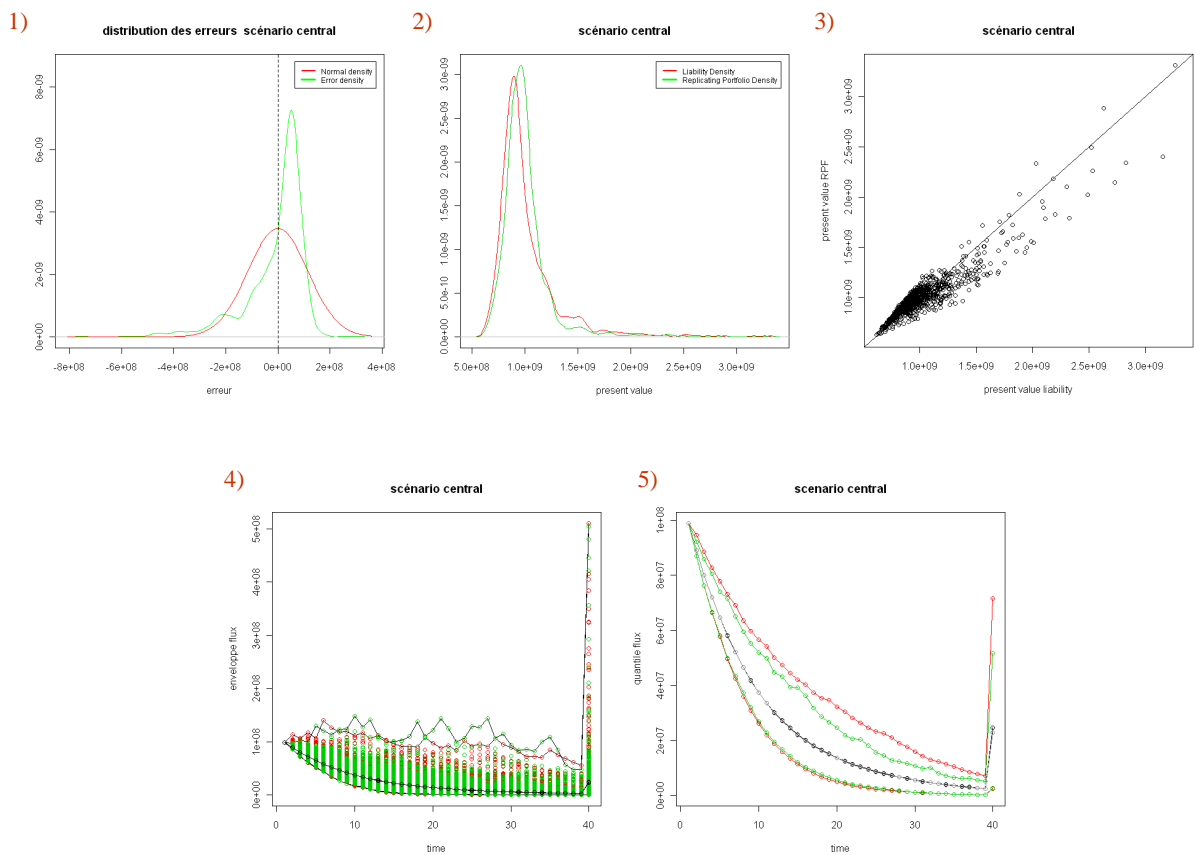 1)
distribution des erreurs scénario central
Normal density
Error density
8e-09
6e-09
4e-09
2e-09
0e+00
-8e+08 -6e+08 -4e+08 -2e+08 0e+00 2e+08 4e+08
erreur
2)
scénario central
Liability Density
Replicating Portfolio Density
3.0e-09
2.5e-09
2.0e-09
1.5e-09
1.0e-09
5.0e-10
0.0e+00
5.0e+08 1.0e+09 1.5e+09 2.0e+09 2.5e+09 3.0e+09
present value
3)
scénario central
present value RPF
3.0e+09
2.5e+09
2.0e+09
1.5e+09
1.0e+09
1.0e+09 1.5e+09 2.0e+09 2.5e+09 3.0e+09
present value liability
4)
scénario central
enveloppe flux
5e+08
4e+08
3e+08
2e+08
1e+08
0e+00
0 10 20 30 40
time
5)
scenario central
quantile flux
1e+08
8e+07
6e+07
4e+07
2e+07
0e+00
0 10 20 30 40
time